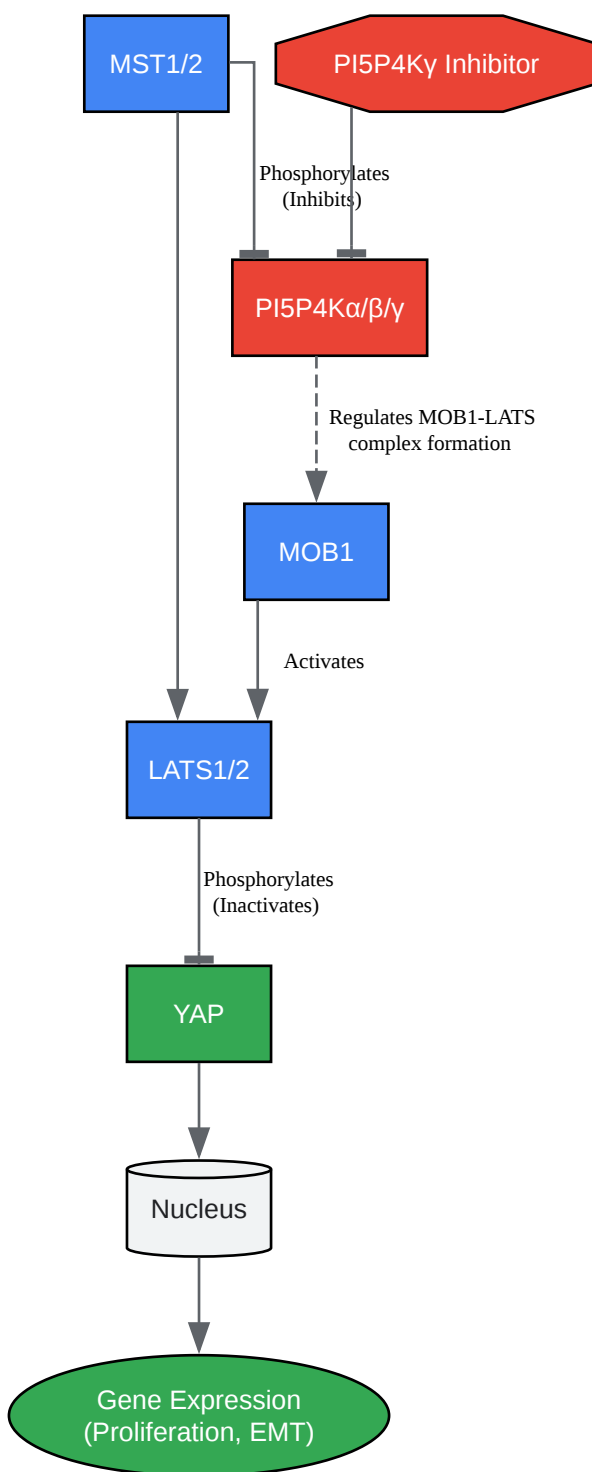 MST1/2
PI5P4Kγ Inhibitor
Phosphorylates
(Inhibits)
PI5P4Kα/β/γ
Regulates MOB1-LATS
complex formation
MOB1
Activates
LATS1/2
Phosphorylates
(Inactivates)
YAP
Nucleus
Gene Expression
(Proliferation, EMT)